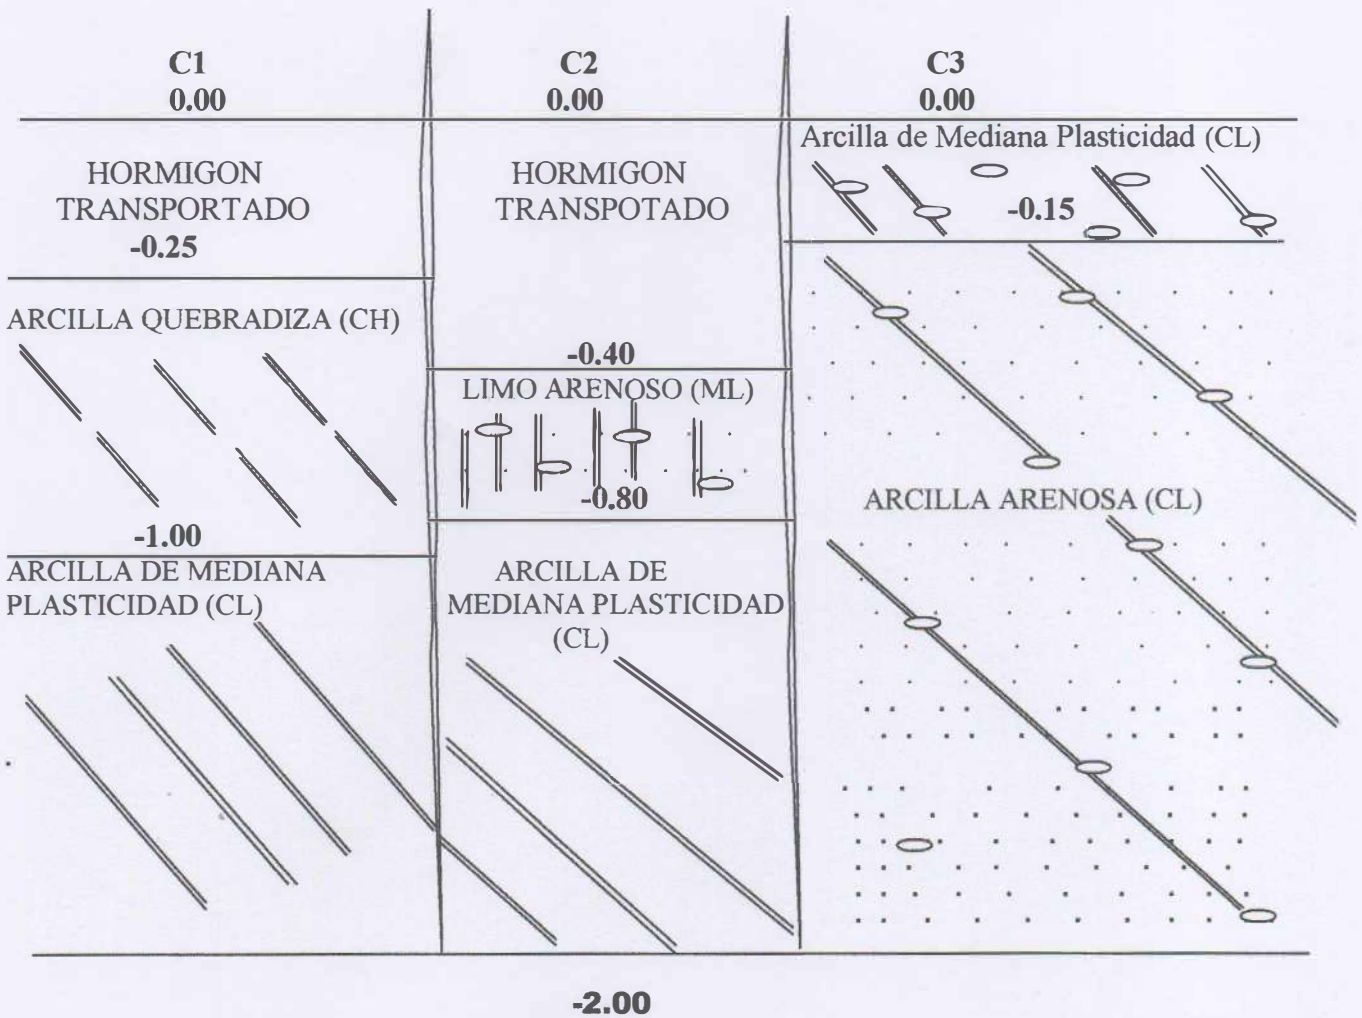 C1
0.00
HORMIGON
TRANSPORTADO
-0.25
ARCILLA QUEBRADIZA (CH)
-1.00
ARCILLA DE MEDIANA
PLASTICIDAD (CL)
C2
0.00
HORMIGON
TRANSPOTADO
-0.40
LIMO ARENOSO (ML)
-0.80
ARCILLA DE
MEDIANA PLASTICIDAD
(CL)
C3
0.00
Arcilla de Mediana Plasticidad (CL)
-0.15
ARCILLA ARENOSA (CL)
-2.00